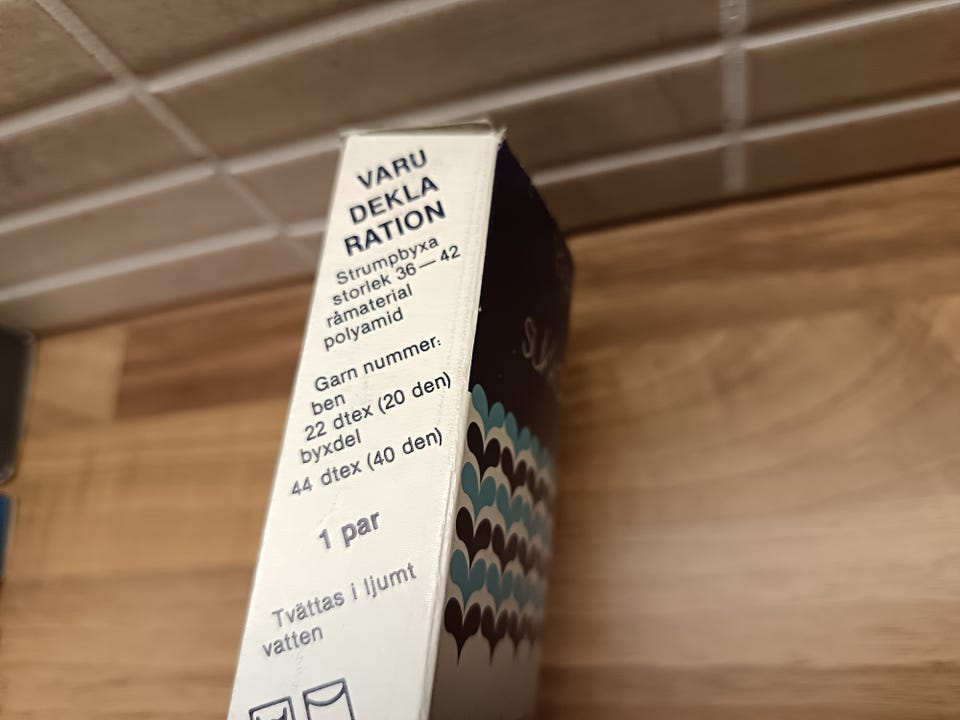 VARU
DEKLA
RATION
Strumpbyxa
storlek 36—42
råmaterial
polyamid
Garn nummer:
ben
22 dtex (20 den)
byxdel
44 dtex (40 den)
1 par
Tvättas i ljumt
vatten